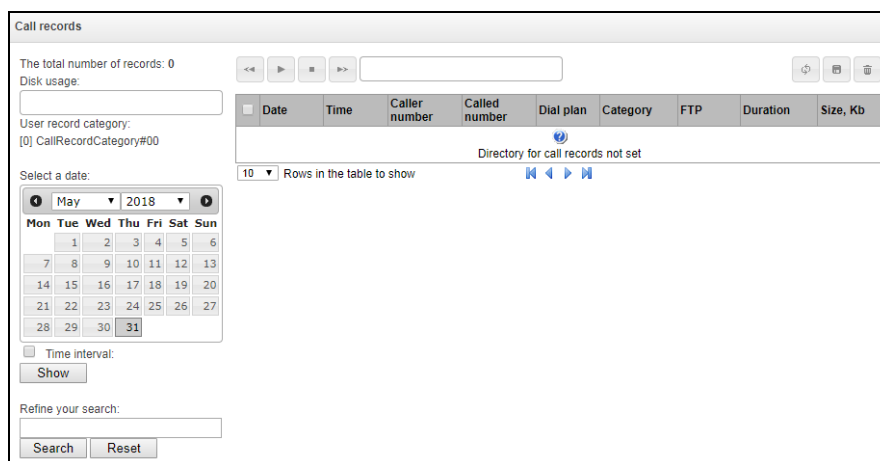 Call records
The total number of records: 0
Disk usage:
User record category:
[0] CallRecordCategory#00
Select a date:
May 2018
Mon Tue Wed Thu Fri Sat Sun
1 2 3 4 5 6
7 8 9 10 11 12 13
14 15 16 17 18 19 20
21 22 23 24 25 26 27
28 29 30 31
Time interval:
Show
Refine your search:
Search Reset
Date Time Caller number Called number Dial plan Category FTP Duration Size, Kb
Directory for call records not set
10 Rows in the table to show